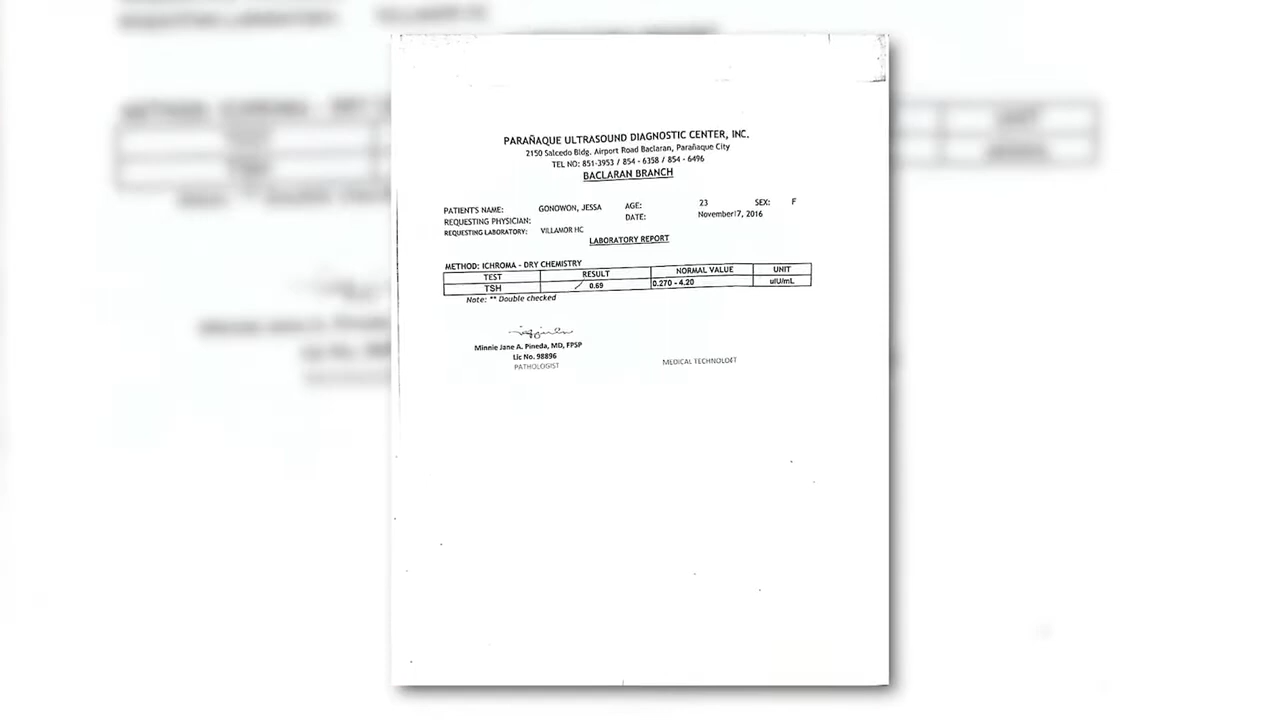 PARAÑAQUE ULTRASOUND DIAGNOSTIC CENTER, INC.
2150 Salcedo Bldg. Airport Road Baclaran, Parañaque City
TEL NO: 851-3953 / 854 - 6358 / 854 - 6496
BACLARAN BRANCH
PATIENT'S NAME: GONOWON, JESSA AGE: 23 SEX: F
REQUESTING PHYSICIAN: DATE: November17, 2016
REQUESTING LABORATORY: VILLAMOR HC
LABORATORY REPORT
METHOD: ICHROMA - DRY CHEMISTRY
TEST RESULT NORMAL VALUE UNIT
TSH 0.69 0.270 - 4.20 uIU/mL
Note: ** Double checked
Minnie Jane A. Pineda, MD, FPSP
Lic No. 98896
PATHOLOGIST MEDICAL TECHNOLOIT